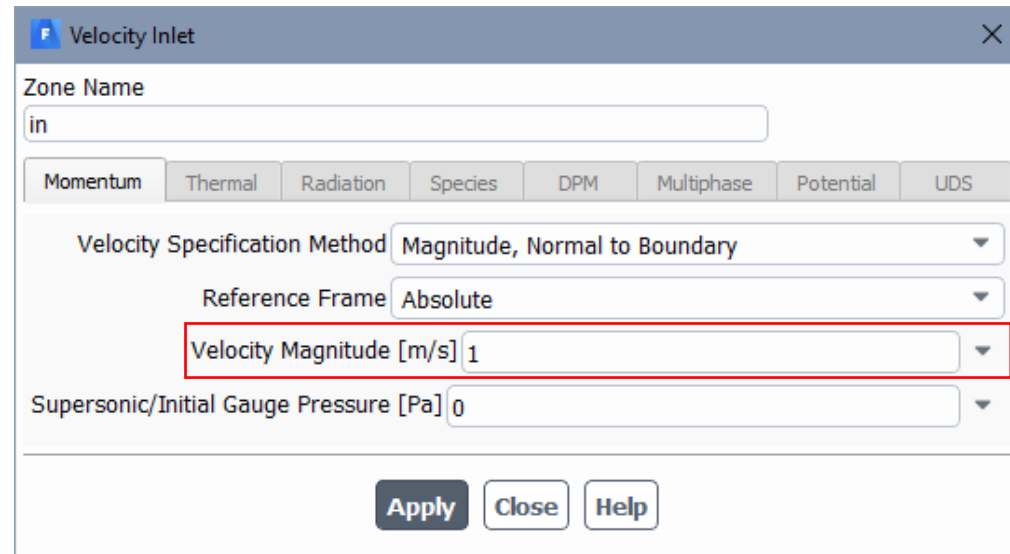 F Velocity Inlet
Zone Name
in
Momentum Thermal Radiation Species DPM Multiphase Potential UDS
Velocity Specification Method Magnitude, Normal to Boundary
Reference Frame Absolute
Velocity Magnitude [m/s] 1
Supersonic/Initial Gauge Pressure [Pa] 0
Apply Close Help